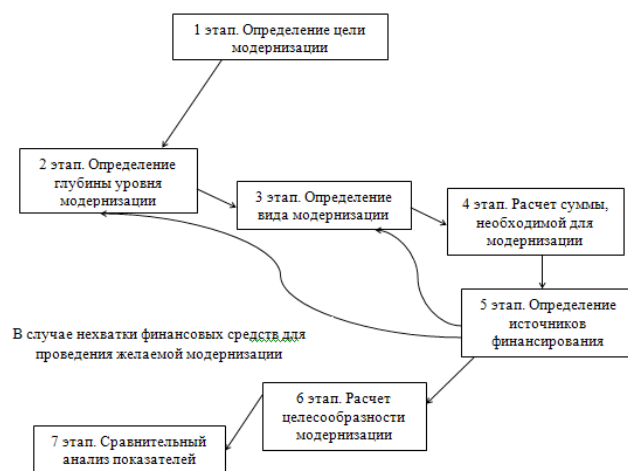 1 этап. Определение цели
модернизации
2 этап. Определение
глубины уровня
модернизации
3 этап. Определение
вида модернизации
4 этап. Расчет суммы,
необходимой для
модернизации
5 этап. Определение
источников
финансирования
В случае нехватки финансовых средств для
проведения желаемой модернизации
6 этап. Расчет
целесообразности
модернизации
7 этап. Сравнительный
анализ показателей